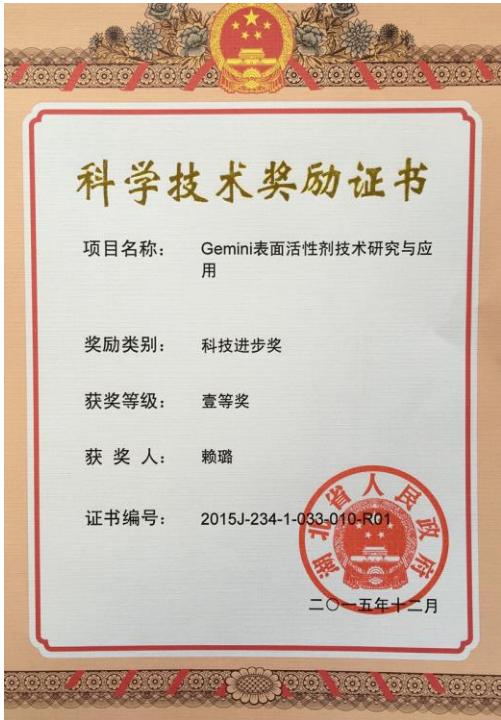 科学技术奖励证书
项目名称： Gemini表面活性剂技术研究与应
用
奖励类别： 科技进步奖
获奖等级： 壹等奖
获 奖 人： 赖璐
证书编号： 2015J-234-1-033-010-R01
湖北省人民政府
二〇一五年十二月